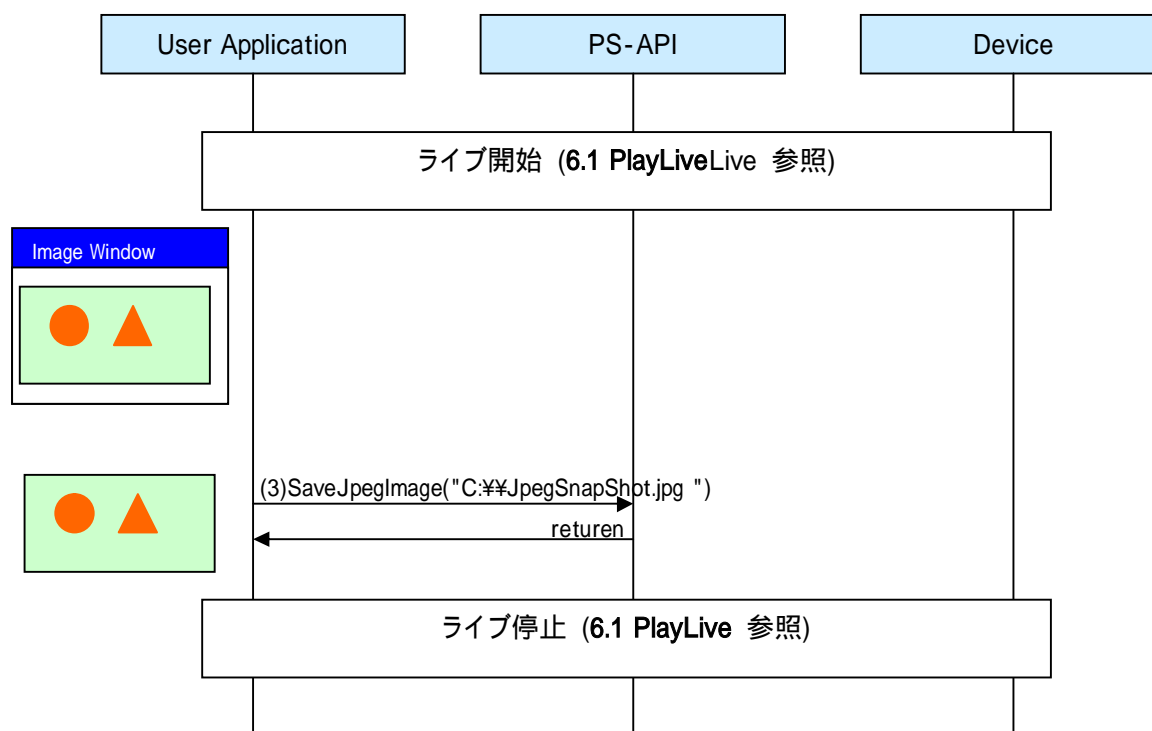 User Application
PS-API
Device
ライブ開始 (6.1 PlayLiveLive 参照)
Image Window
(3)SaveJpegImage("C:¥¥JpegSnapShot.jpg ")
returen
ライブ停止 (6.1 PlayLive 参照)